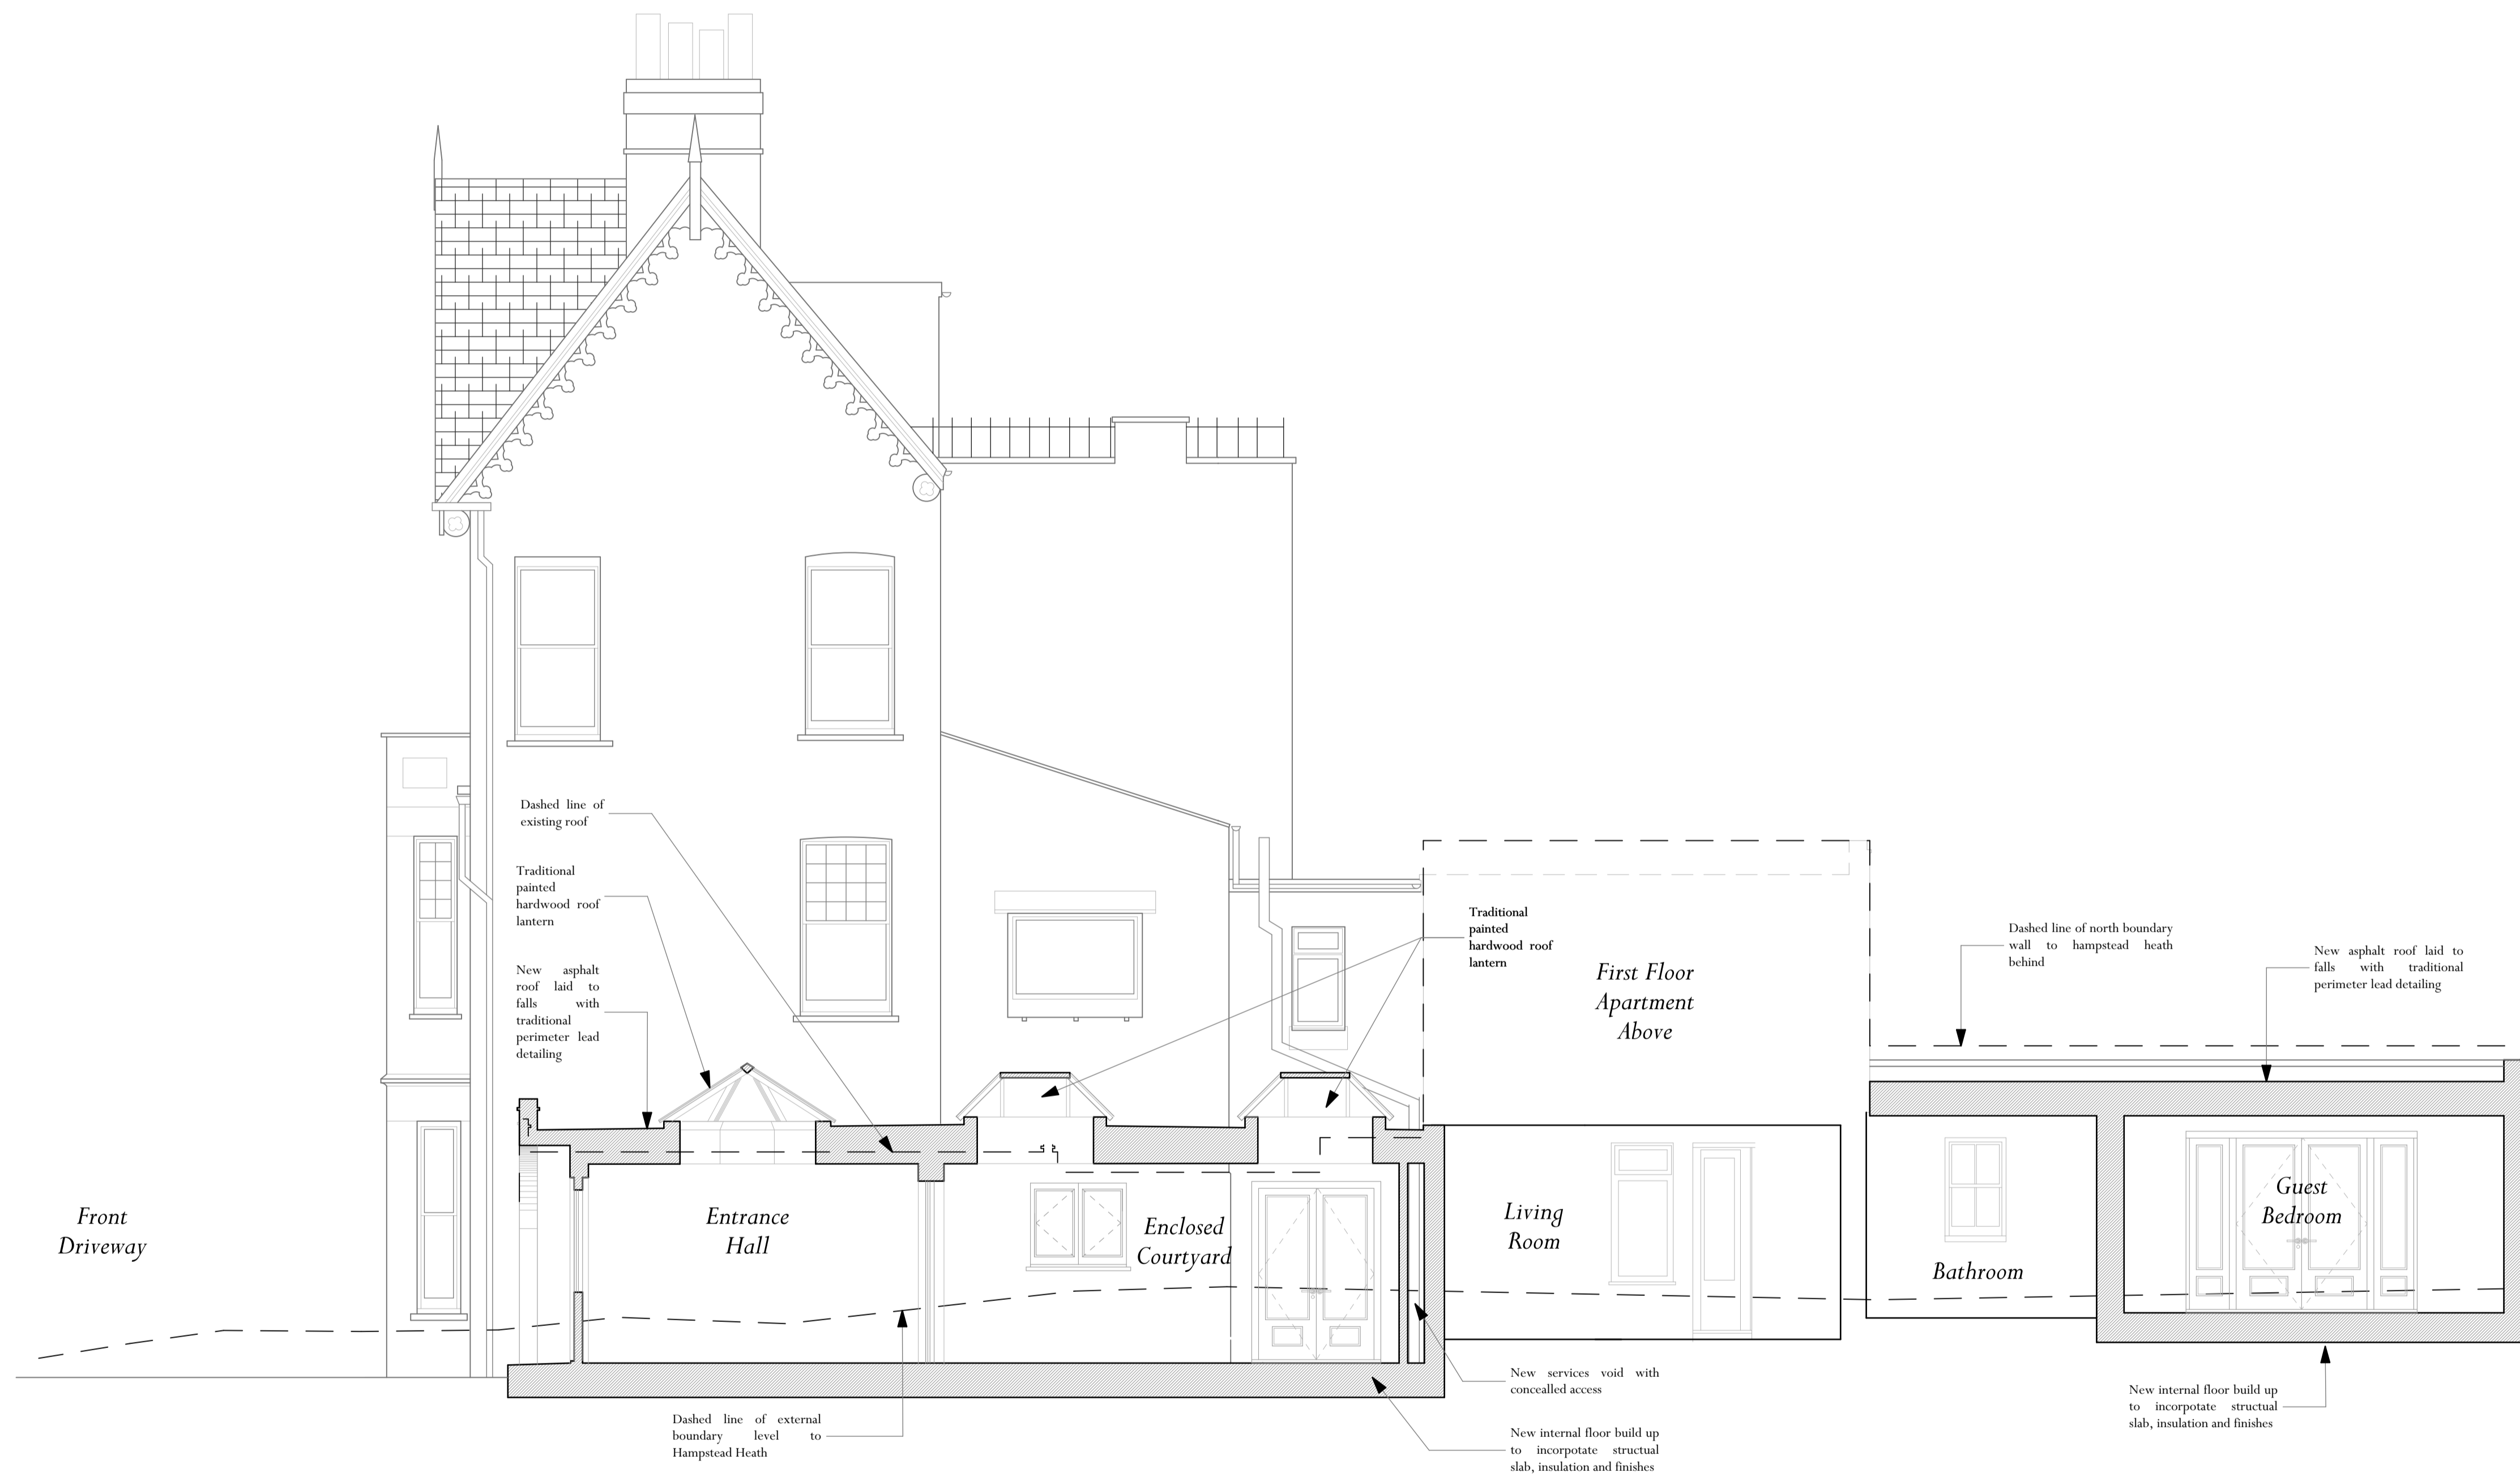 Dashed line of
existing roof
Traditional
painted
hardwood roof
lantern
New asphalt
roof laid to
falls with
traditional
perimeter lead
detailing
Traditional
painted
hardwood roof
lantern
First Floor
Apartment
Above
Dashed line of north boundary
wall to hampstead heath
behind
New asphalt roof laid to
falls with traditional
perimeter lead detailing
Front
Driveway
Entrance
Hall
Enclosed
Courtyard
Living
Room
Bathroom
Guest
Bedroom
Dashed line of external
boundary level to
Hampstead Heath
New services void with
concealled access
New internal floor build up
to incorpotate structual
slab, insulation and finishes
New internal floor build up
to incorpotate structual
slab, insulation and finishes